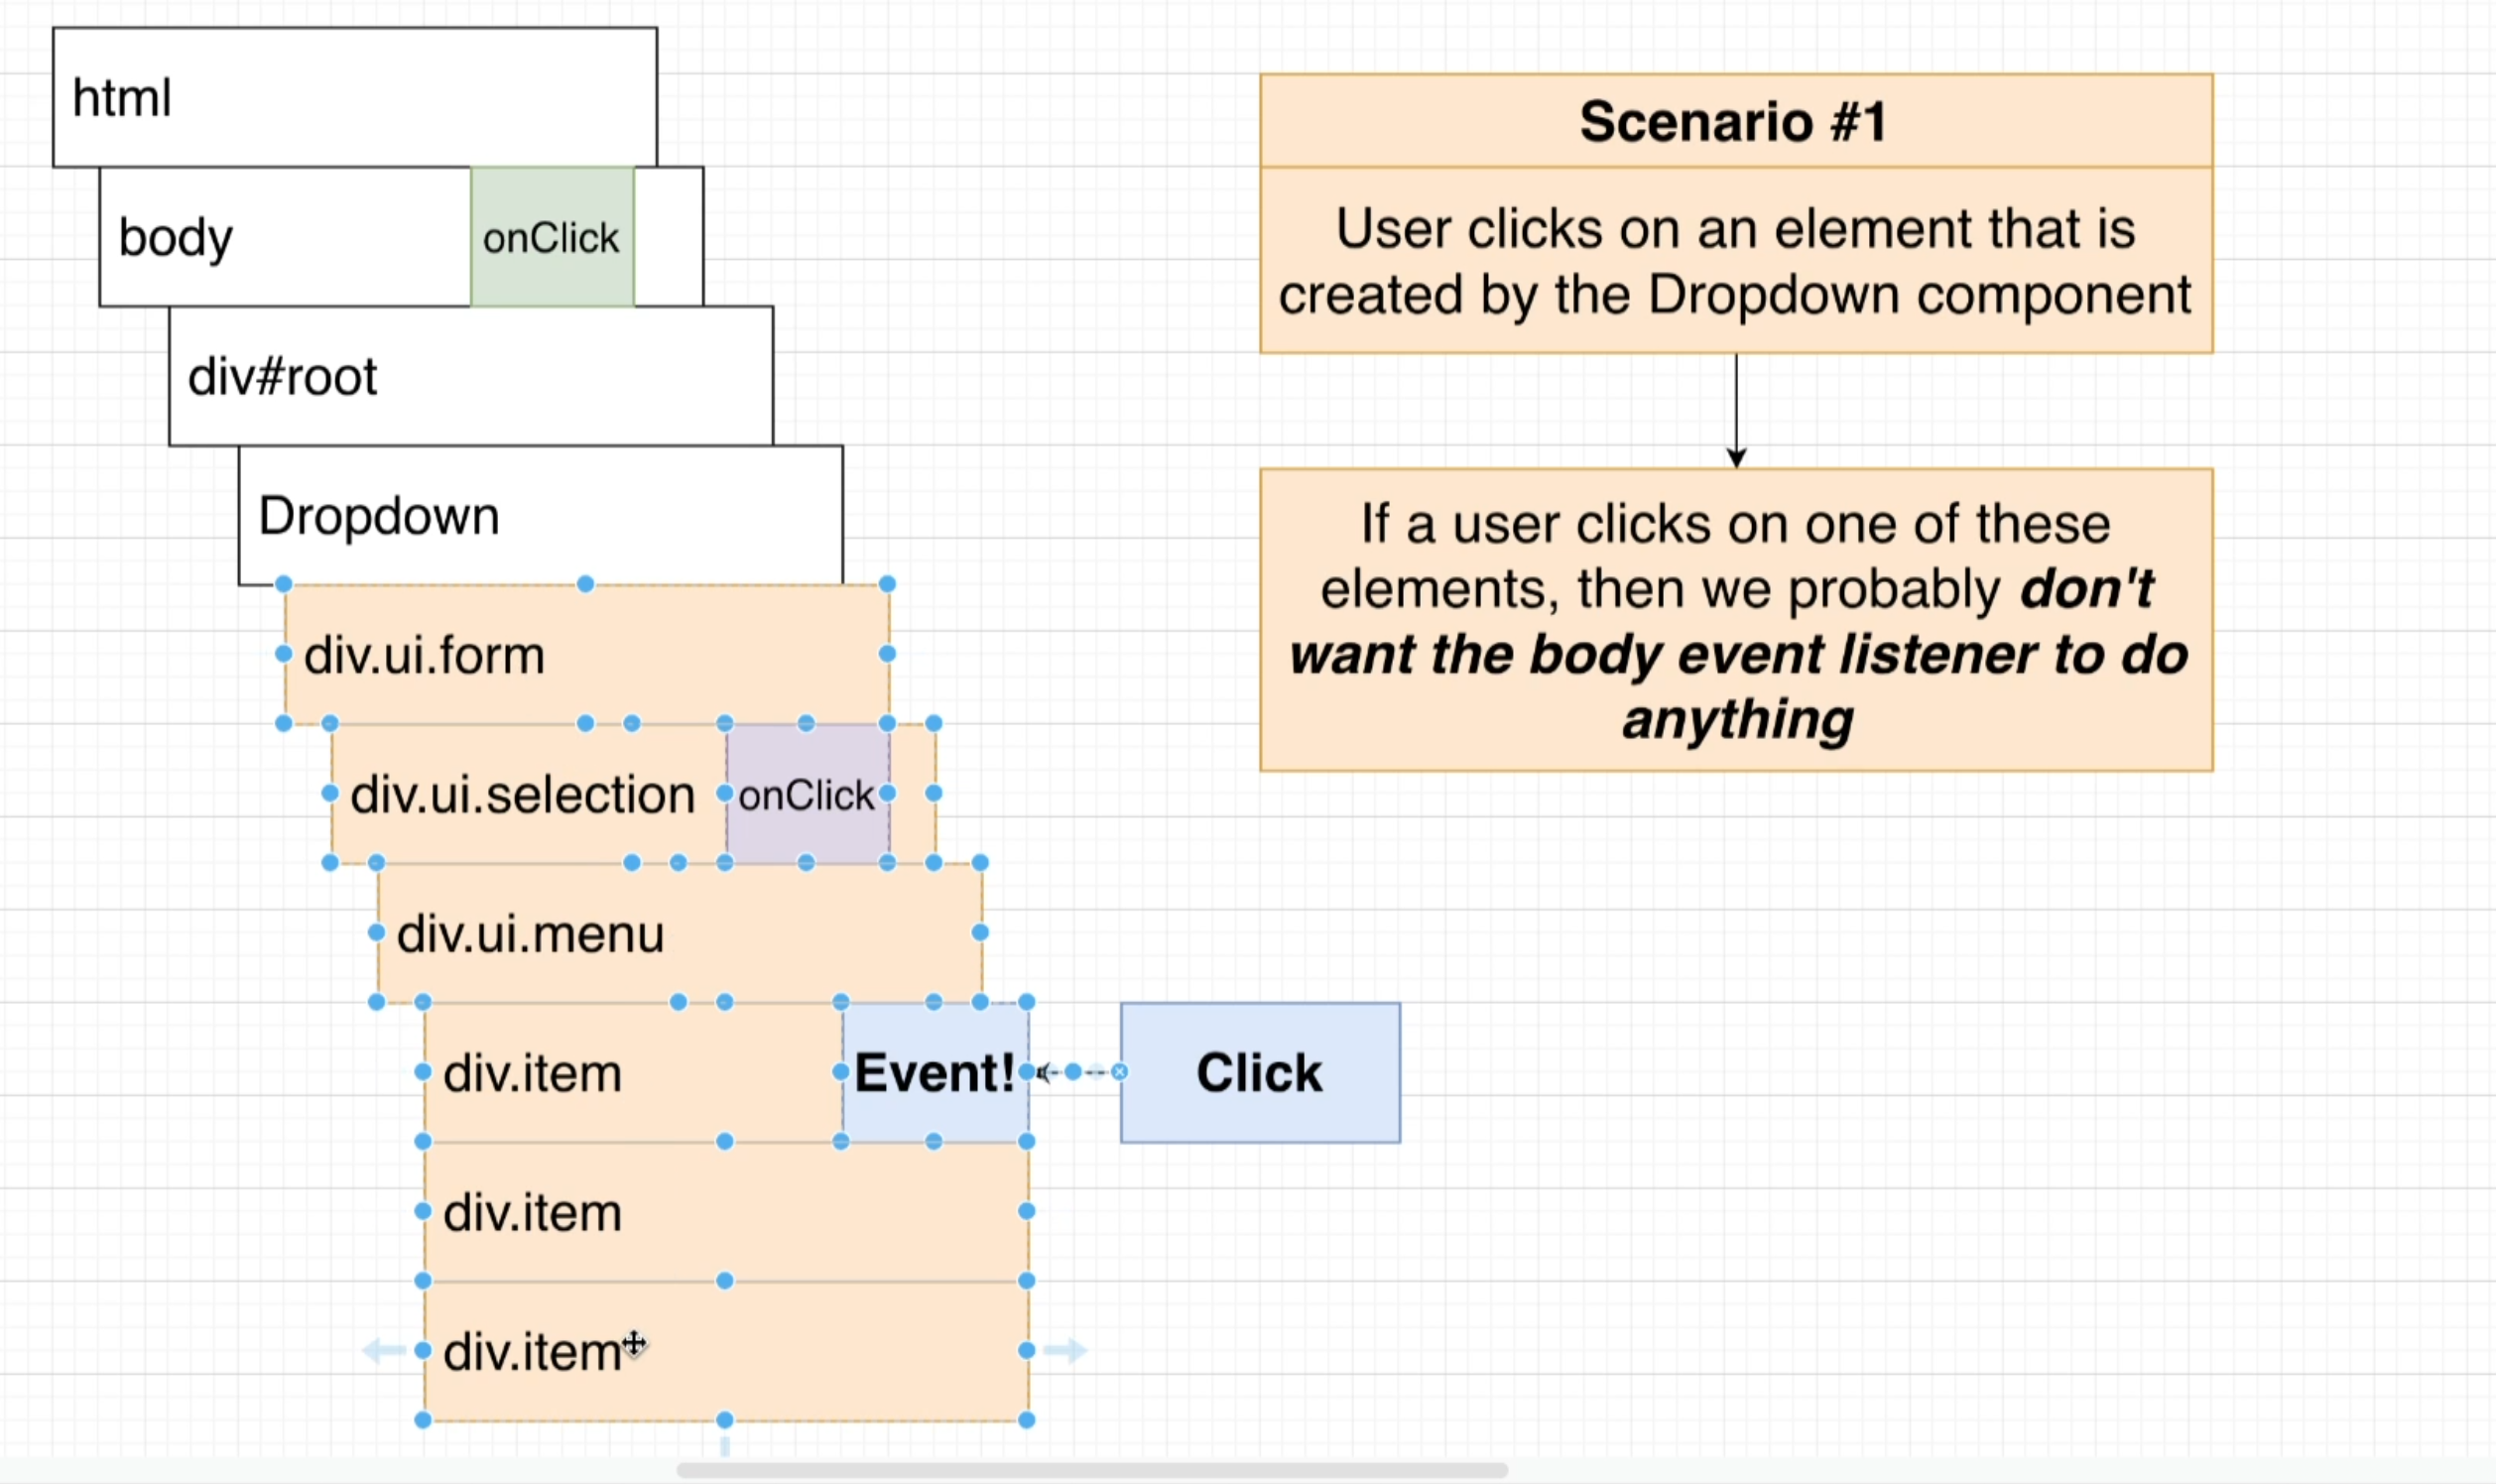 html
body
onClick
div#root
Dropdown
div.ui.form
div.ui.selection
onClick
div.ui.menu
div.item
Event!
Click
div.item
div.item
Scenario #1
User clicks on an element that is
created by the Dropdown component
If a user clicks on one of these
elements, then we probably don't
want the body event listener to do
anything